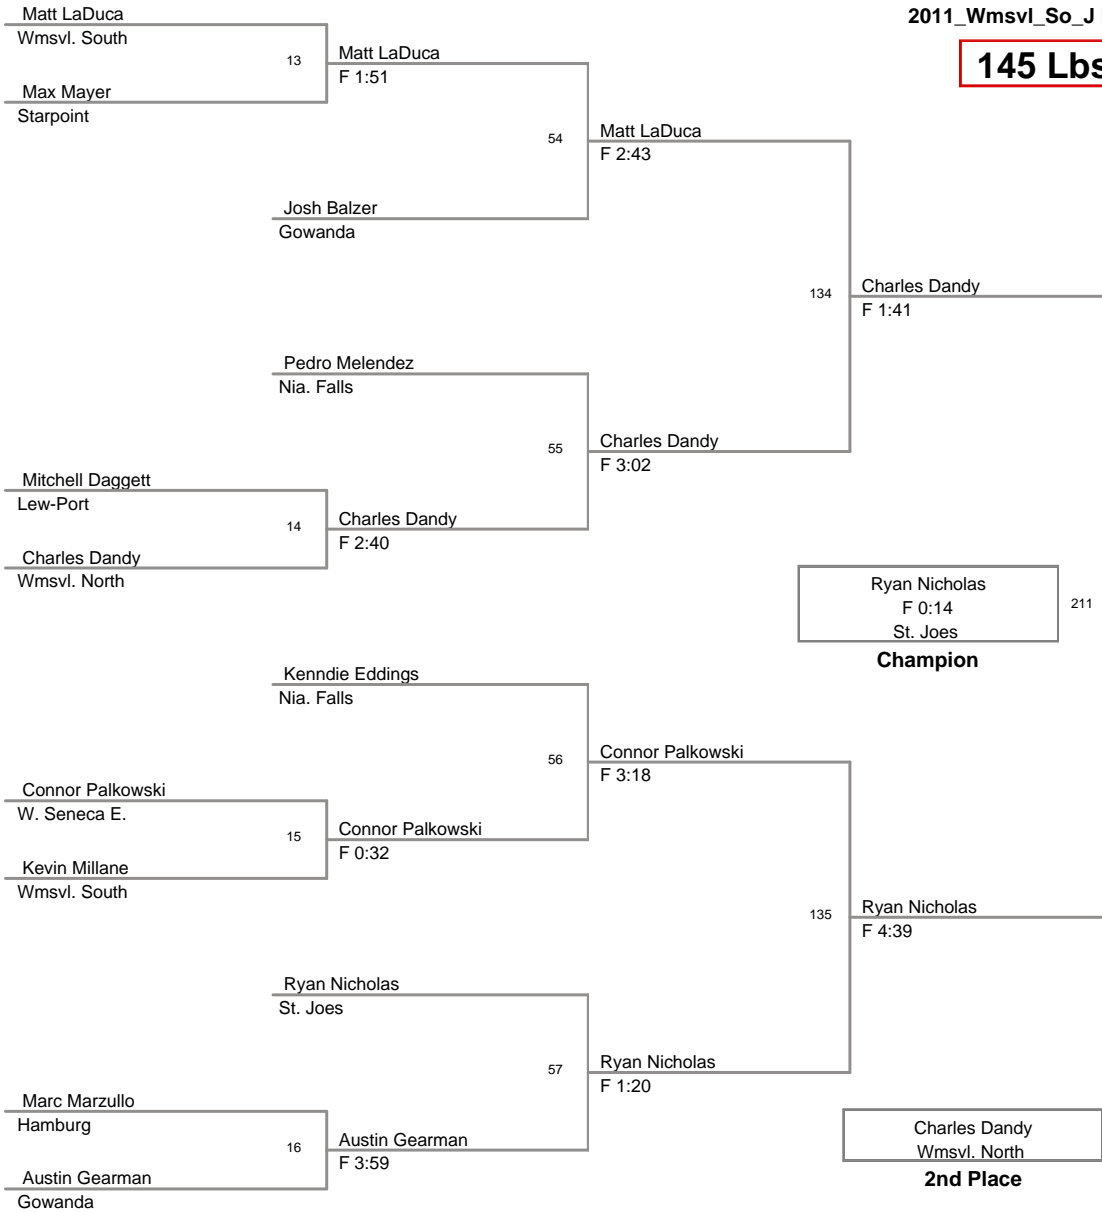 2011_Wmsvl_So_J
145 Lbs
Matt LaDuca
Wmsvl. South
13
Matt LaDuca
F 1:51
Max Mayer
Starpoint
54
Matt LaDuca
F 2:43
Josh Balzer
Gowanda
134
Charles Dandy
F 1:41
Pedro Melendez
Nia. Falls
55
Charles Dandy
F 3:02
Mitchell Daggett
Lew-Port
14
Charles Dandy
F 2:40
Charles Dandy
Wmsvl. North
Ryan Nicholas
F 0:14
St. Joes
211
Champion
Kenndie Eddings
Nia. Falls
56
Connor Palkowski
F 3:18
Connor Palkowski
W. Seneca E.
15
Connor Palkowski
F 0:32
Kevin Millane
Wmsvl. South
135
Ryan Nicholas
F 4:39
Ryan Nicholas
St. Joes
57
Ryan Nicholas
F 1:20
Marc Marzullo
Hamburg
16
Austin Gearman
F 3:59
Austin Gearman
Gowanda
Charles Dandy
Wmsvl. North
2nd Place